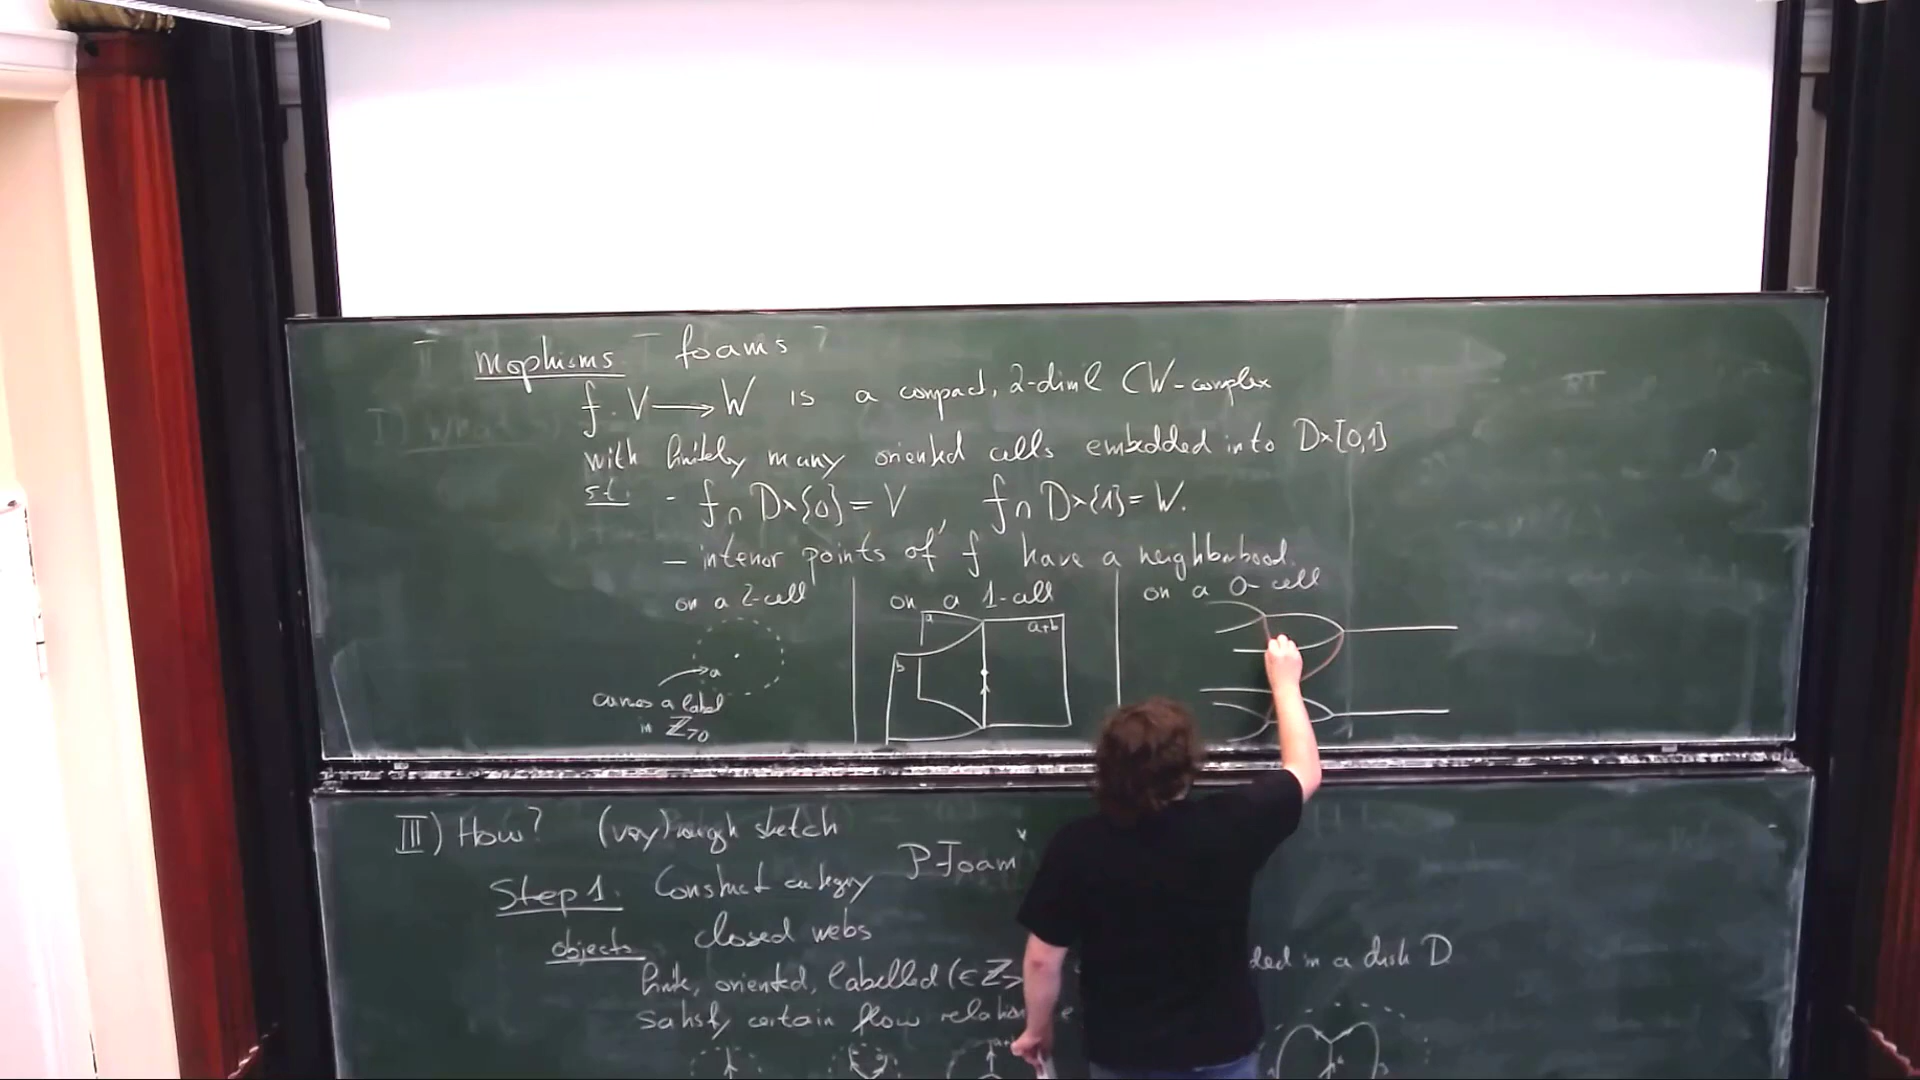 Mophisms foams?
f: V → W is a compact, 2-dim'l CW-complex
with finitely many oriented cells embedded into D×[0,1]
s.t. - f∩D×{0} = V, f∩D×{1} = W.
- interior points of f have a neighborhood.
on a 2-cell
on a 1-cell
on a 0-cell
a
a+b
b
a
carries a label
in ℤ>0
III) How? (very) rough sketch
Step 1. Construct category P-Foam
objects closed webs
finite, oriented, labelled (∈ ℤ>
ded in a disk D
satisfy certain flow relation